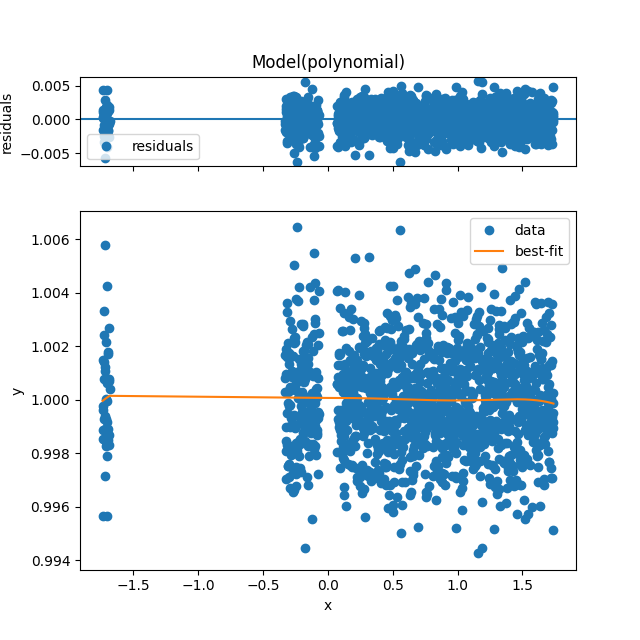 Model(polynomial)
0.005
0.000
−0.005
residuals
residuals
1.006
1.004
1.002
1.000
0.998
0.996
0.994
y
data
best-fit
−1.5
−1.0
−0.5
0.0
0.5
1.0
1.5
x